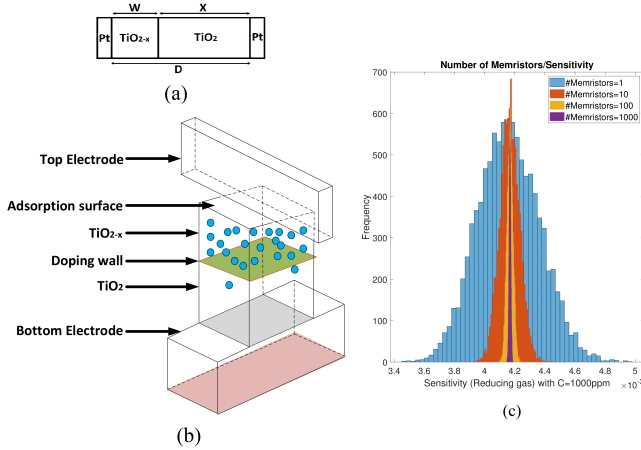 W X
Pt TiO₂₋ₓ TiO₂ Pt
D
(a)
Top Electrode
Adsorption surface
TiO₂₋ₓ
Doping wall
TiO₂
Bottom Electrode
(b)
Number of Memristors/Sensitivity
#Memristors=1
#Memristors=10
#Memristors=100
#Memristors=1000
Frequency
700
600
500
400
300
200
100
0
3.4 3.6 3.8 4 4.2 4.4 4.6 4.8 5
Sensitivity (Reducing gas) with C=1000ppm
(c)